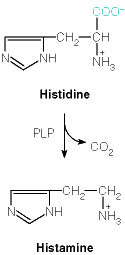 COO⁻
CH₂–CH
N NH +NH₃
Histidine
PLP
CO₂
CH₂–CH₂
N NH +NH₃
Histamine